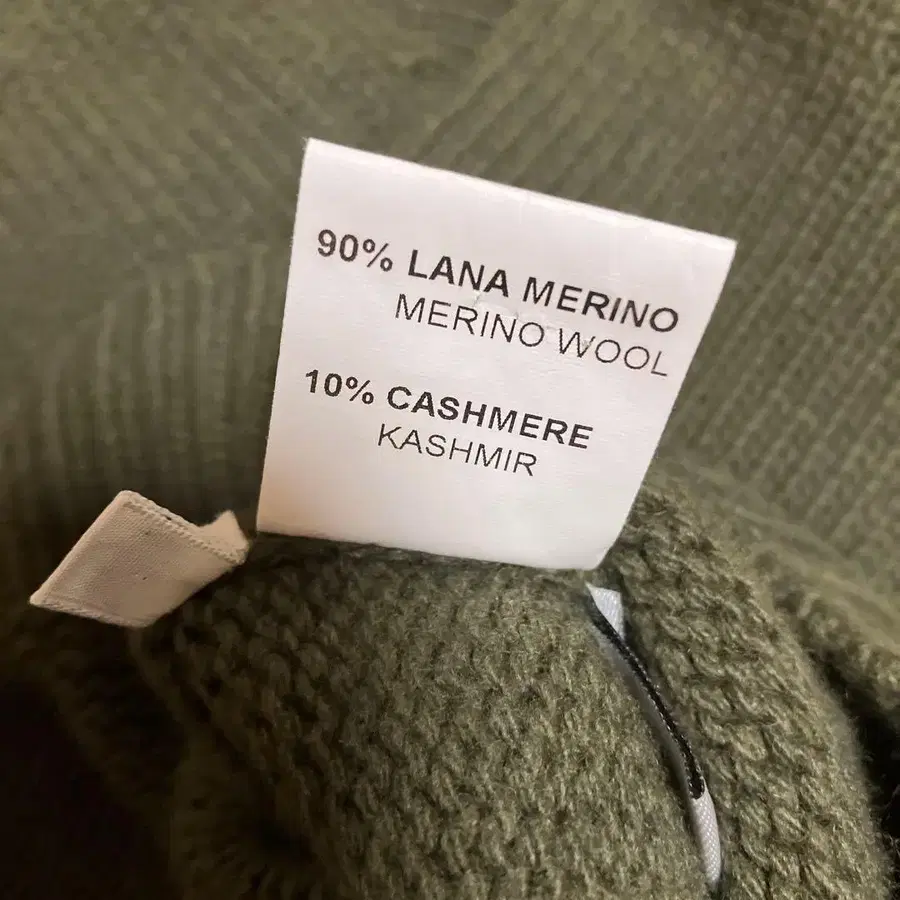 90% LANA MERINO
MERINO WOOL
10% CASHMERE
KASHMIR